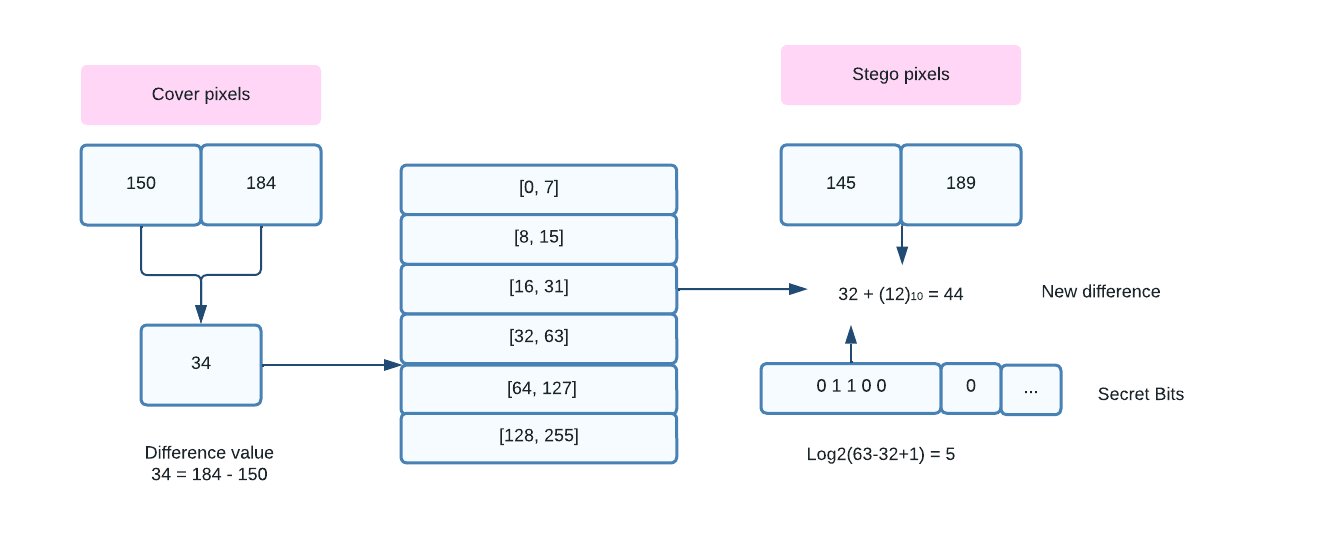 Cover pixels
150
184
34
Difference value
34 = 184 - 150
[0, 7]
[8, 15]
[16, 31]
[32, 63]
[64, 127]
[128, 255]
Stego pixels
145
189
32 + (12)₁₀ = 44
New difference
0 1 1 0 0
0
...
Secret Bits
Log2(63-32+1) = 5